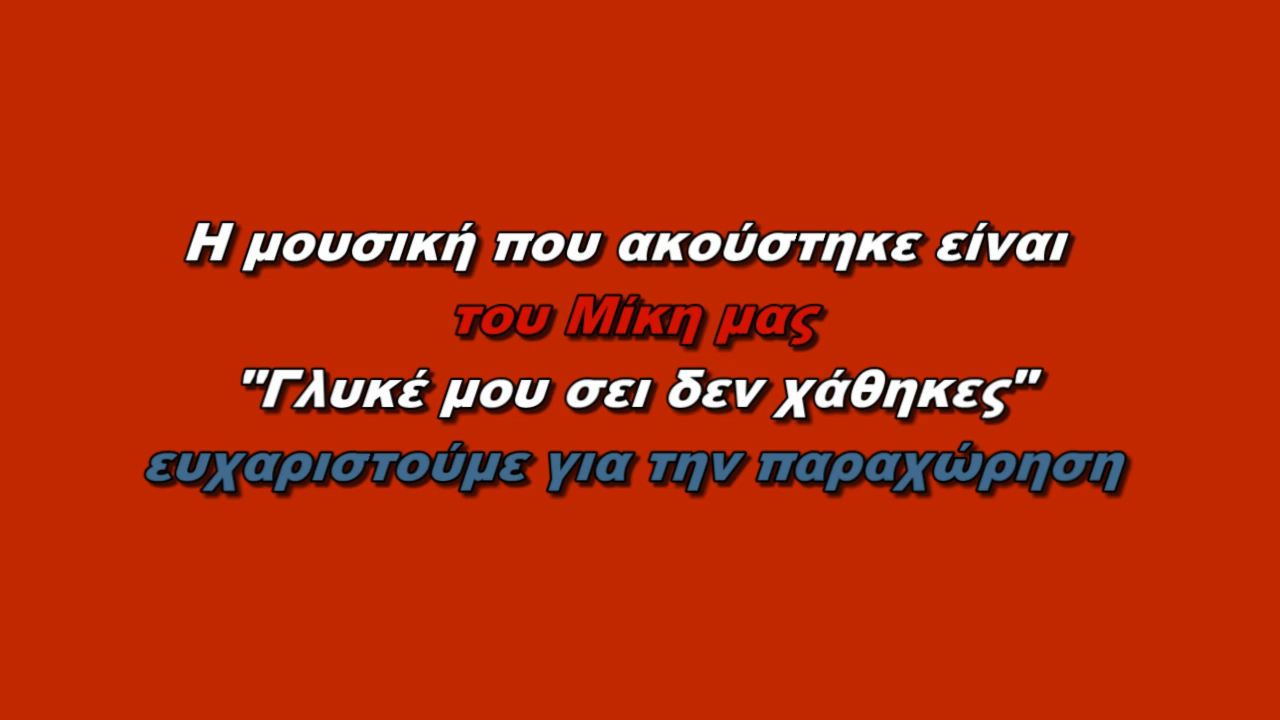 Η μουσική που ακούστηκε είναι
του Μίκη μας
"Γλυκέ μου σει δεν χάθηκες"
ευχαριστούμε για την παραχώρηση